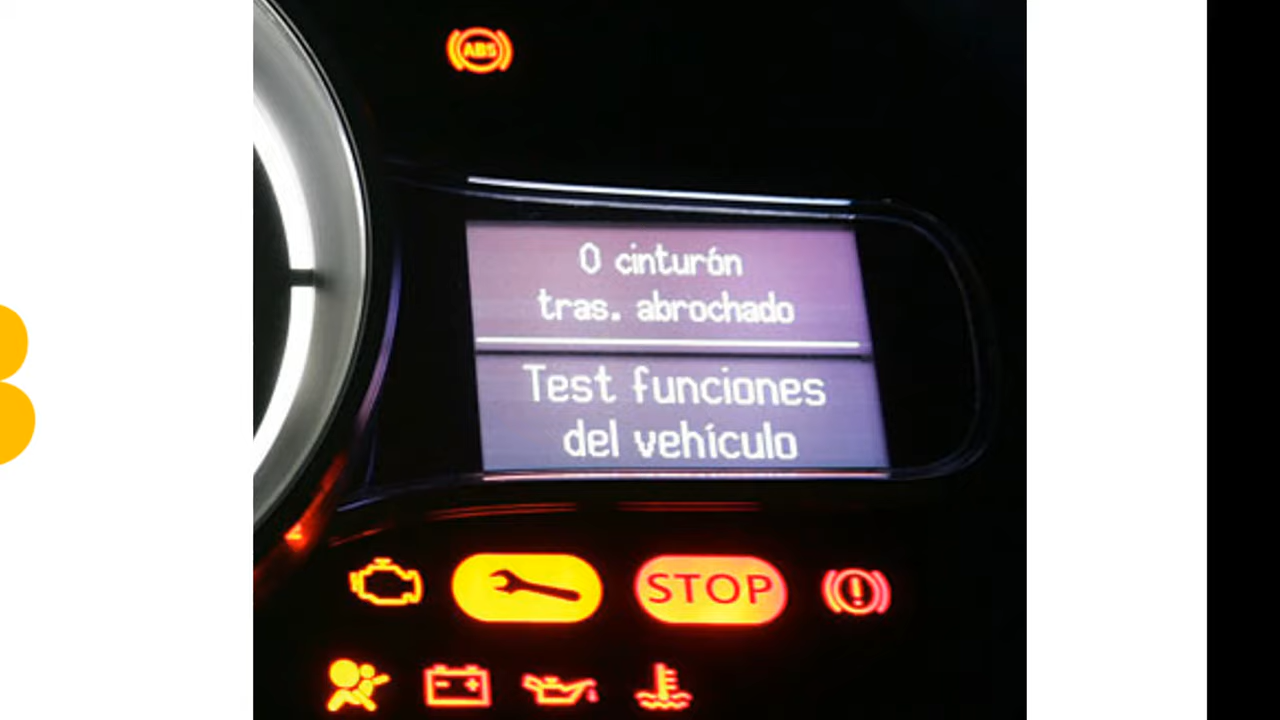 ABS
0 cinturón
tras. abrochado
Test funciones
del vehículo
STOP